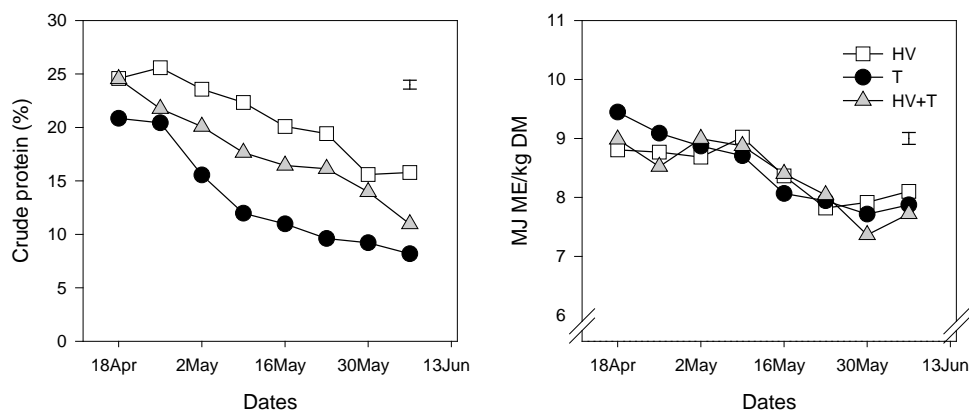 Crude protein (%)
30
25
20
15
10
5
0
18Apr 2May 16May 30May 13Jun
Dates
MJ ME/kg DM
11
10
9
8
7
6
HV
T
HV+T
18Apr 2May 16May 30May 13Jun
Dates